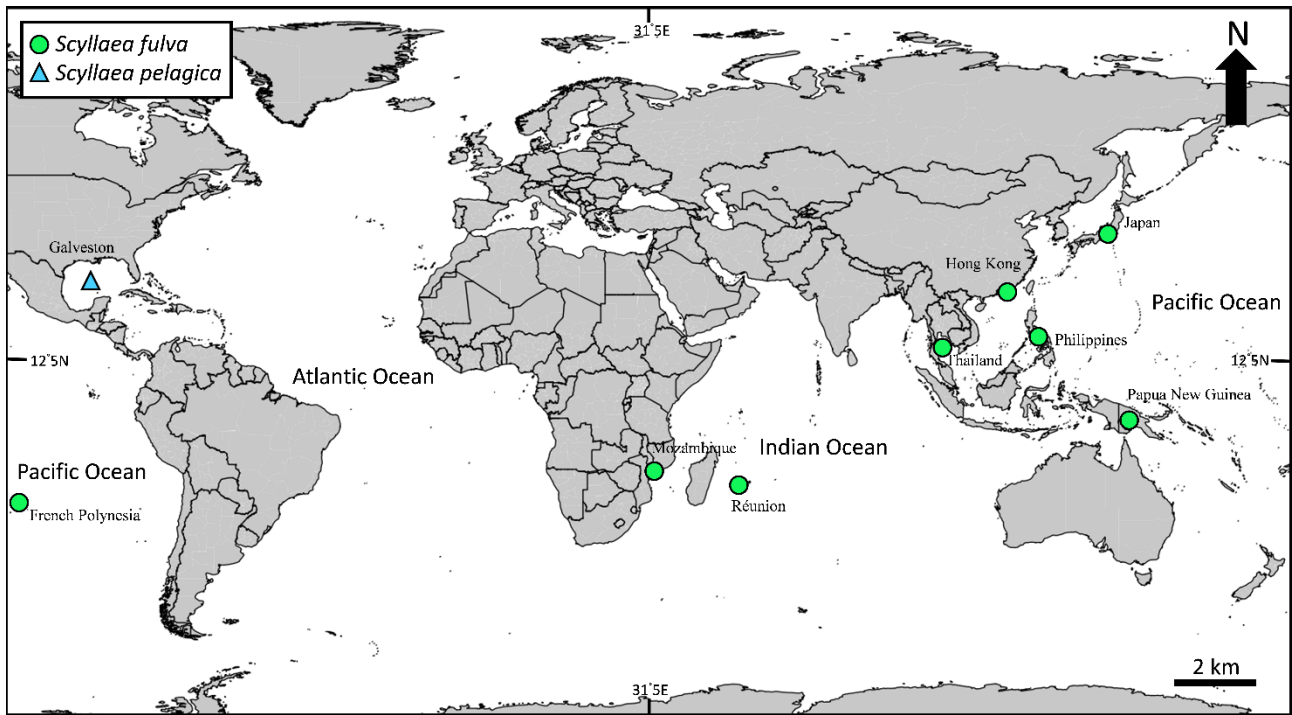 Scyllaea fulva
Scyllaea pelagica
31°5E
N
Galveston
Japan
Hong Kong
Pacific Ocean
Philippines
12°5N
Thailand
12°5N
Atlantic Ocean
Papua New Guinea
Mozambique
Indian Ocean
Pacific Ocean
French Polynesia
Réunion
2 km
31°5E